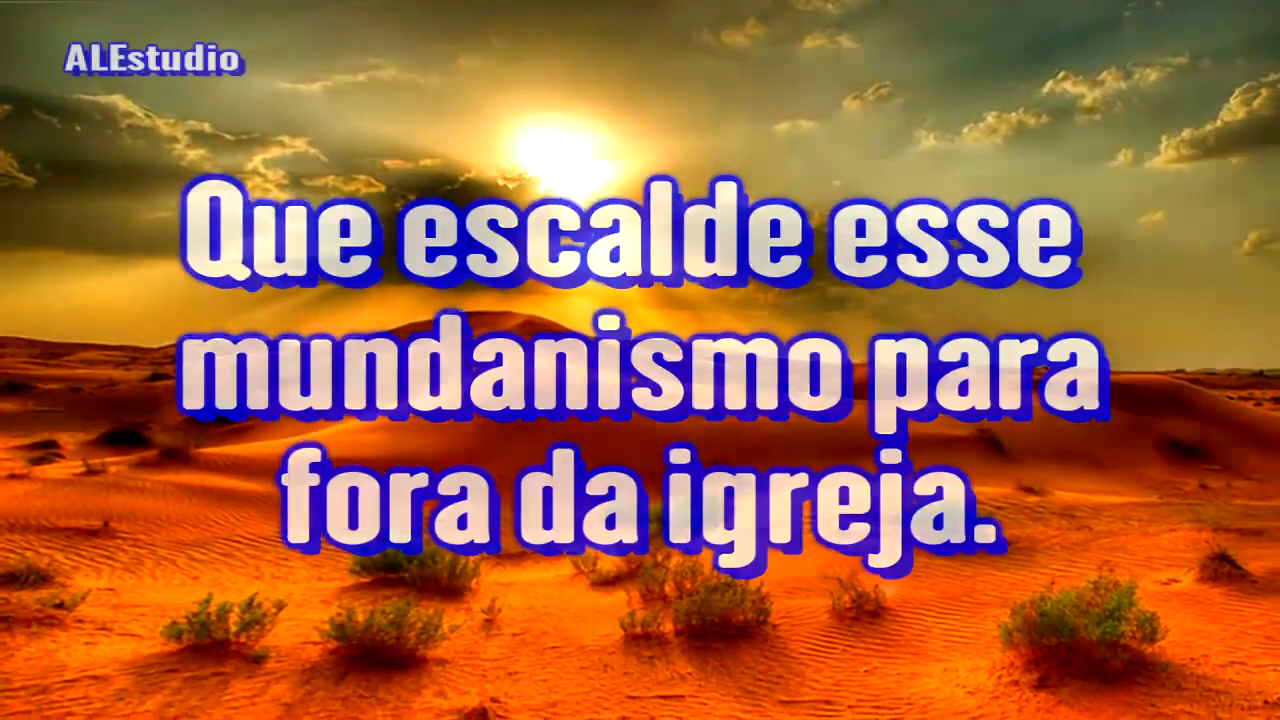 ALEstudio
Que escalde esse
mundanismo para
fora da igreja.